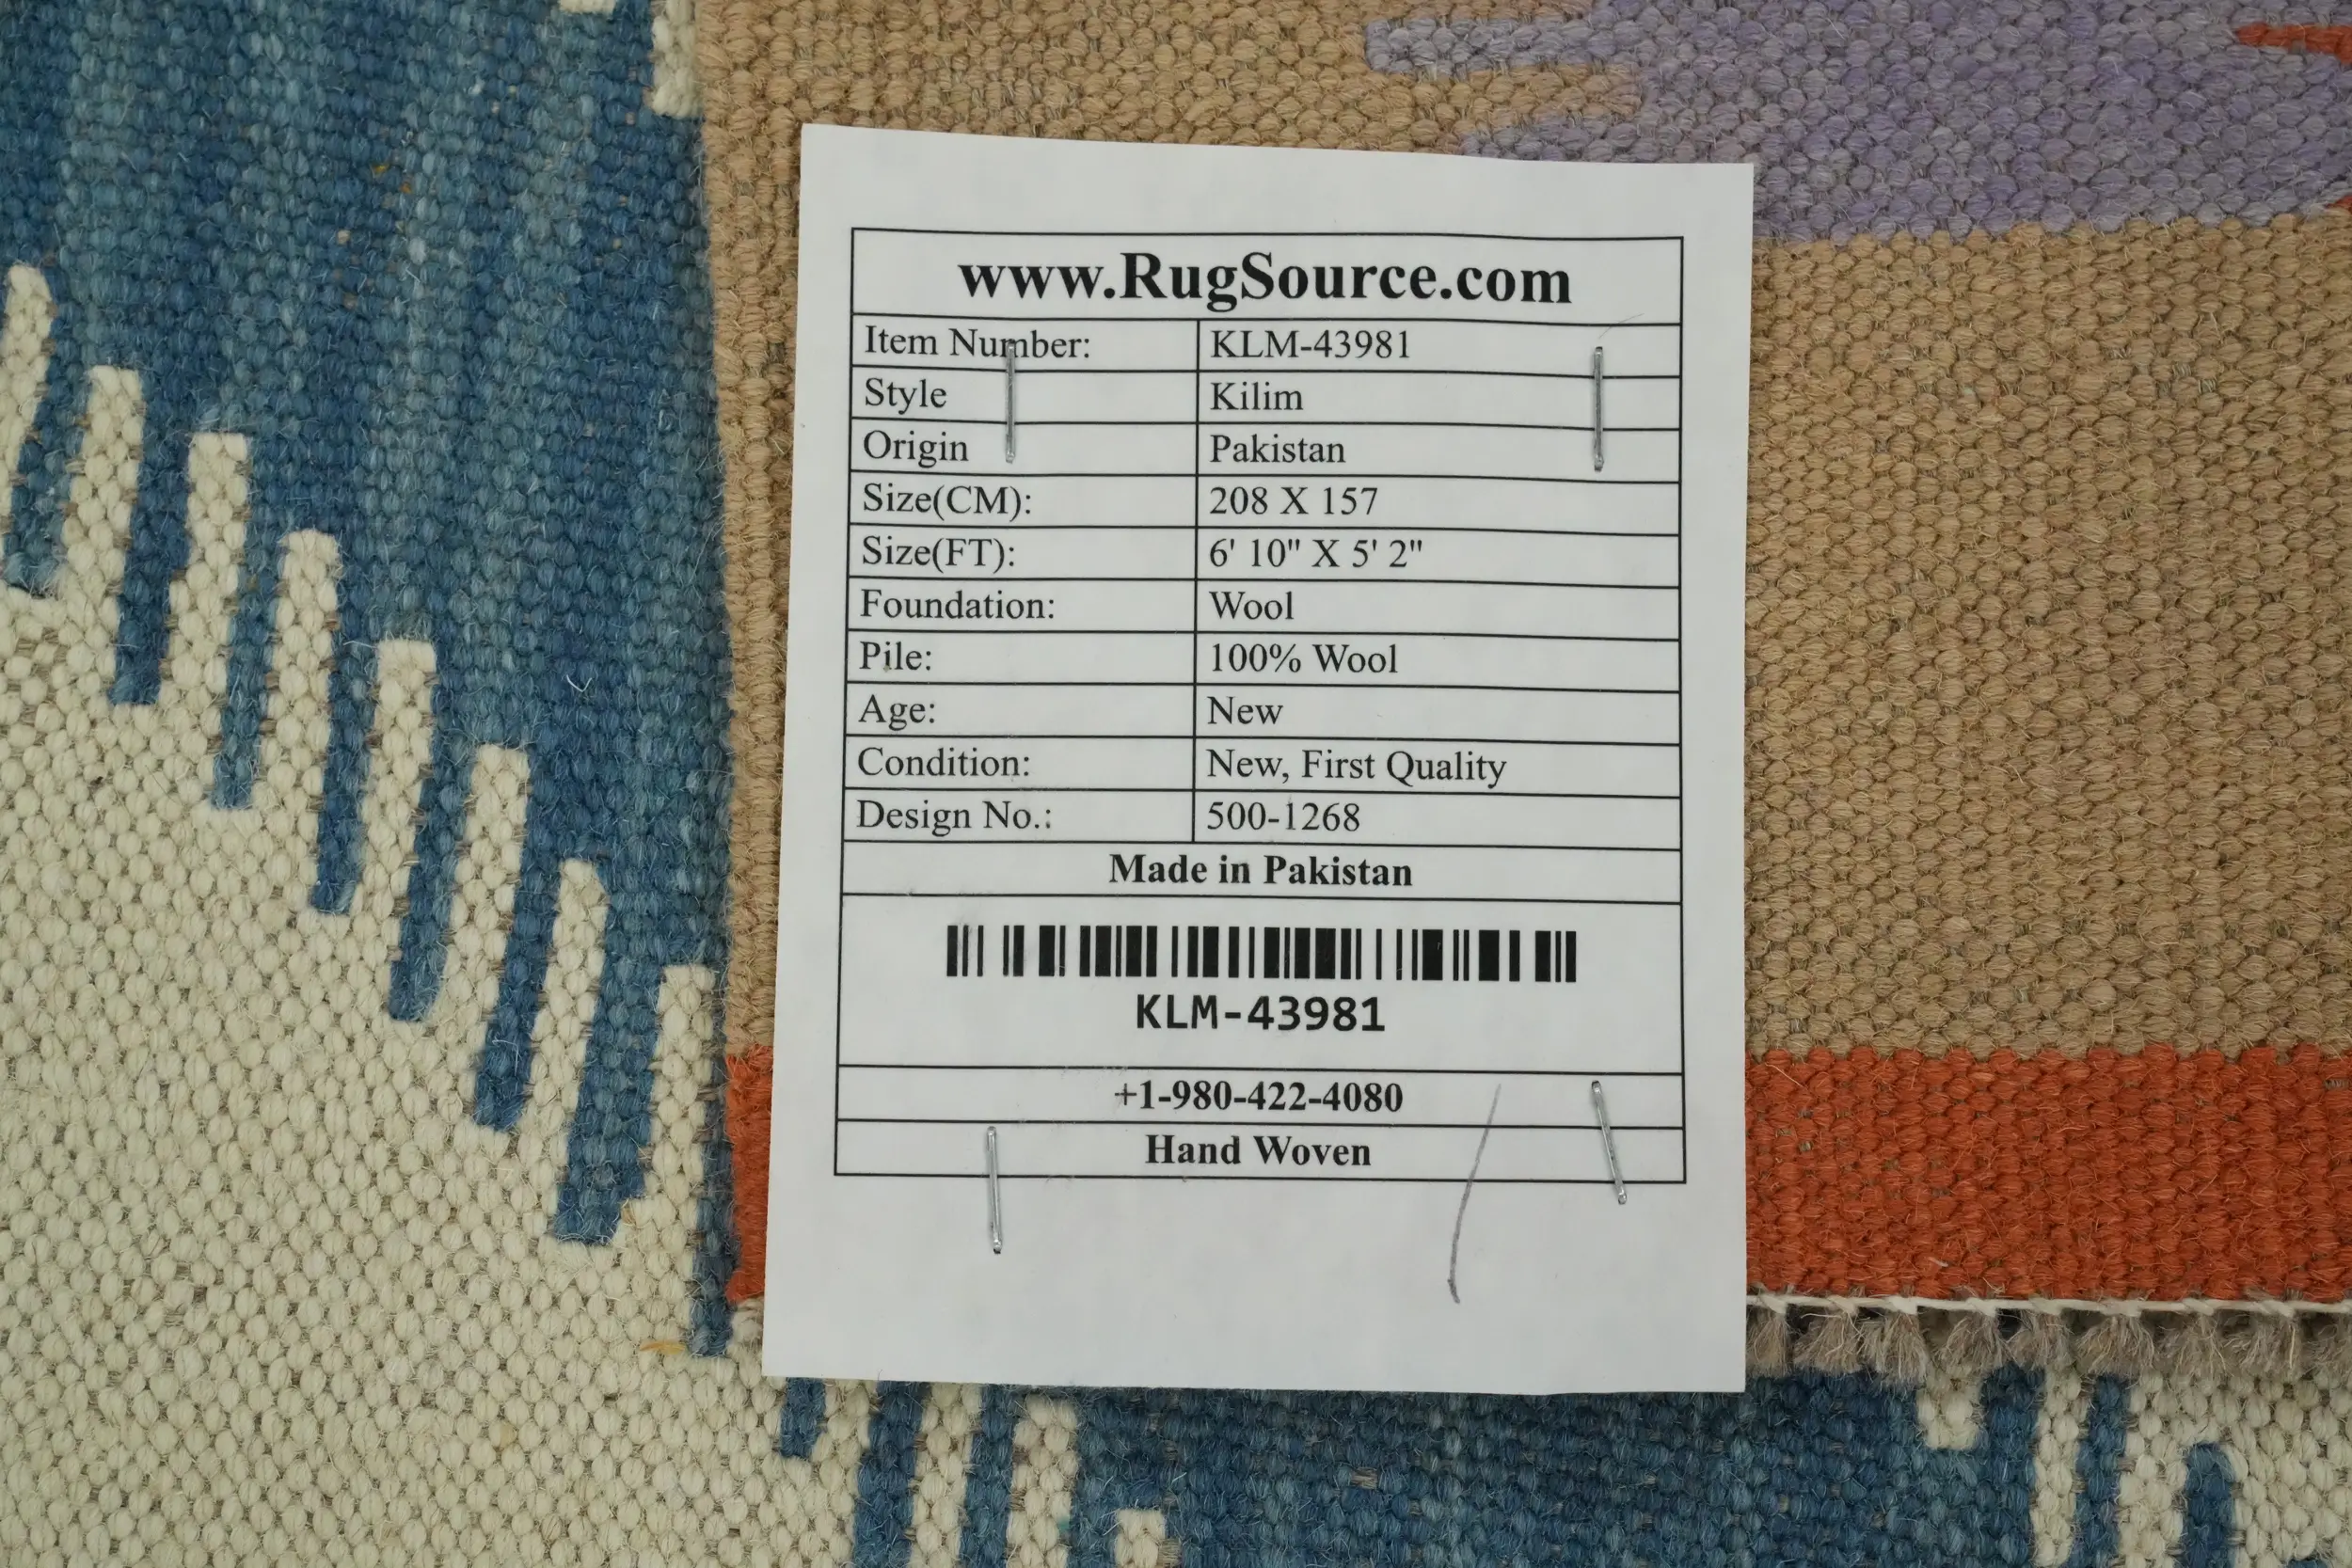 www.RugSource.com
Item Number: KLM-43981
Style Kilim
Origin Pakistan
Size(CM): 208 X 157
Size(FT): 6' 10" X 5' 2"
Foundation: Wool
Pile: 100% Wool
Age: New
Condition: New, First Quality
Design No.: 500-1268
Made in Pakistan
KLM-43981
+1-980-422-4080
Hand Woven